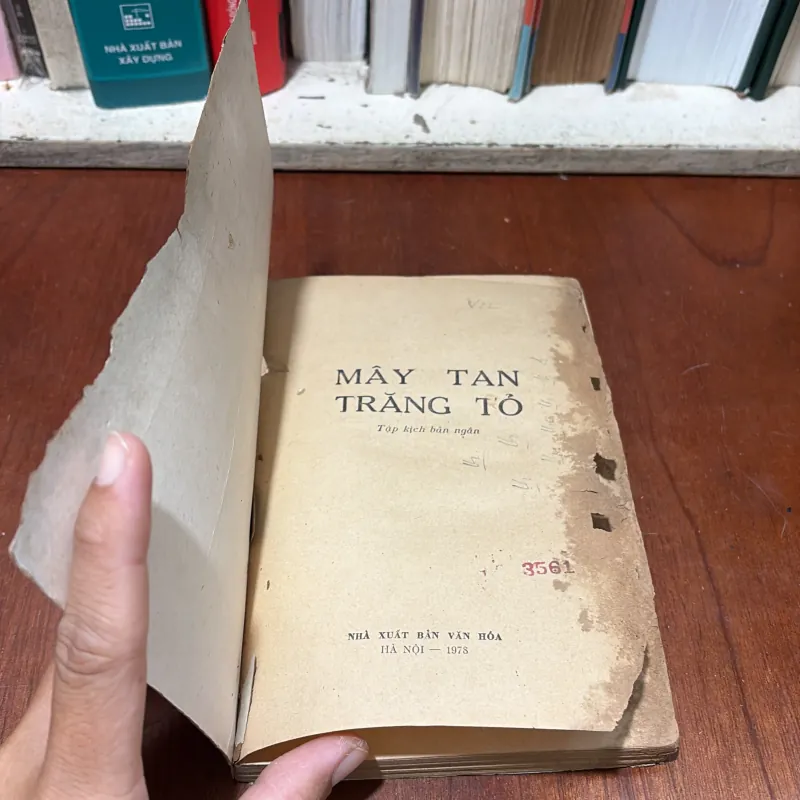 NHÀ XUẤT BẢN
XÂY DỰNG
MÂY TAN
TRĂNG TỎ
Tập kịch bản ngắn
3561
NHÀ XUẤT BẢN VĂN HÓA
HÀ NỘI — 1978